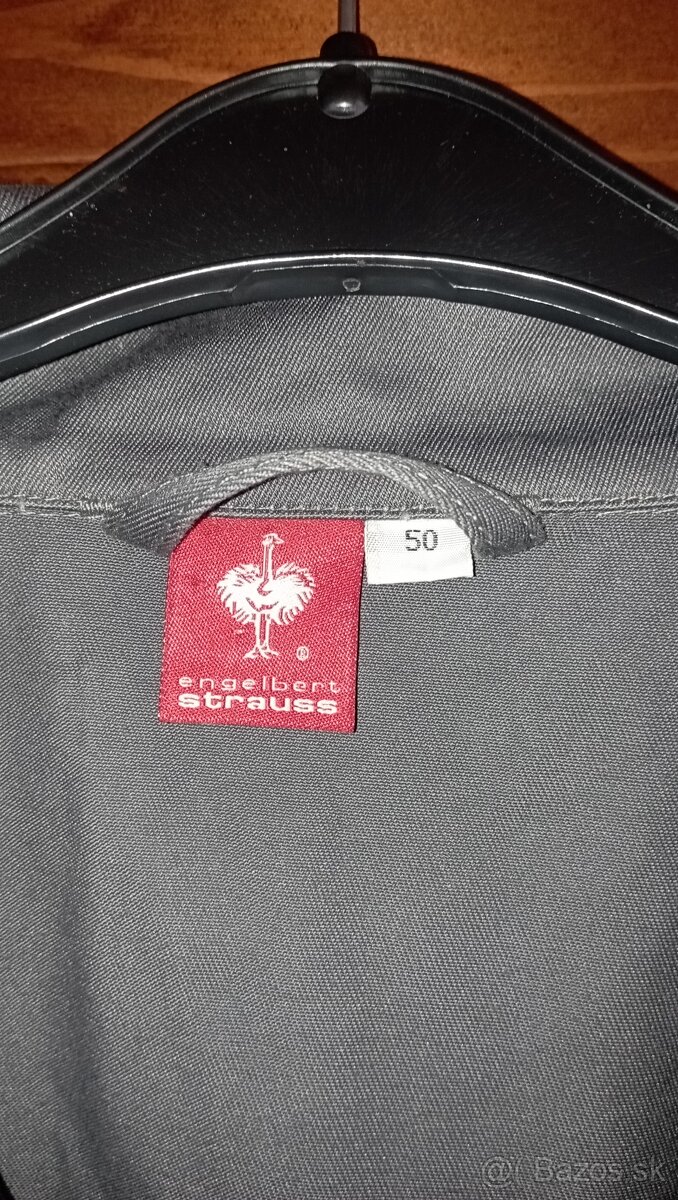 50
®
engelbert
strauss
@( Bazos.sk